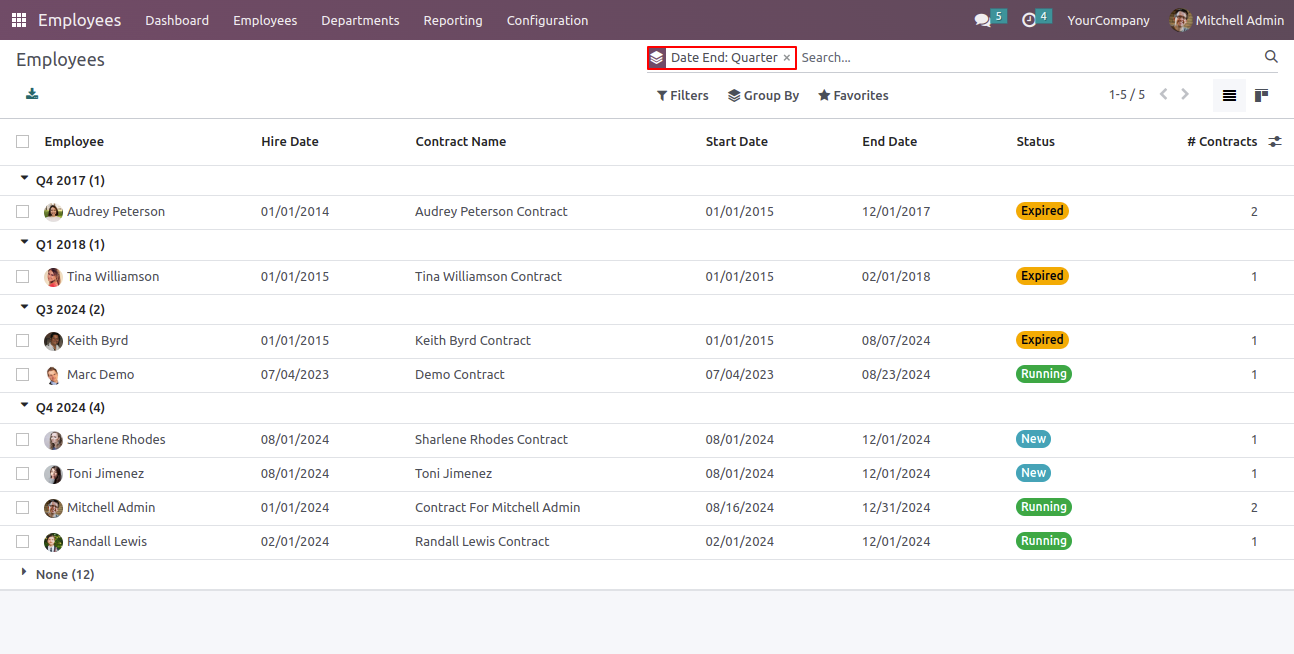 Employees Dashboard Employees Departments Reporting Configuration 5 4 YourCompany Mitchell Admin
Employees Date End: Quarter × Search...
Filters Group By Favorites 1-5 / 5
Employee Hire Date Contract Name Start Date End Date Status # Contracts
Q4 2017 (1)
Audrey Peterson 01/01/2014 Audrey Peterson Contract 01/01/2015 12/01/2017 Expired 2
Q1 2018 (1)
Tina Williamson 01/01/2015 Tina Williamson Contract 01/01/2015 02/01/2018 Expired 1
Q3 2024 (2)
Keith Byrd 01/01/2015 Keith Byrd Contract 01/01/2015 08/07/2024 Expired 1
Marc Demo 07/04/2023 Demo Contract 07/04/2023 08/23/2024 Running 1
Q4 2024 (4)
Sharlene Rhodes 08/01/2024 Sharlene Rhodes Contract 08/01/2024 12/01/2024 New 1
Toni Jimenez 08/01/2024 Toni Jimenez 08/01/2024 12/01/2024 New 1
Mitchell Admin 01/01/2024 Contract For Mitchell Admin 08/16/2024 12/31/2024 Running 2
Randall Lewis 02/01/2024 Randall Lewis Contract 02/01/2024 12/01/2024 Running 1
None (12)